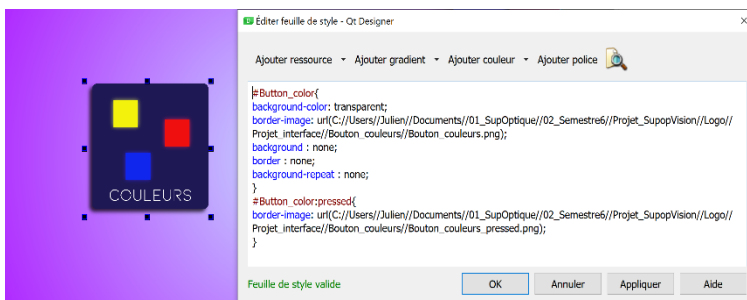 Éditer feuille de style - Qt Designer
Ajouter ressource Ajouter gradient Ajouter couleur Ajouter police
#Button_color{
background-color: transparent;
border-image: url(C://Users//Julien//Documents//01_SupOptique//02_Semestre6//Projet_SupopVision//Logo//
Projet_interface//Bouton_couleurs//Bouton_couleurs.png);
background : none;
border : none;
background-repeat : none;
}
#Button_color:pressed{
border-image: url(C://Users//Julien//Documents//01_SupOptique//02_Semestre6//Projet_SupopVision//Logo//
Projet_interface//Bouton_couleurs//Bouton_couleurs_pressed.png);
}
COULEURS
Feuille de style valide OK Annuler Appliquer Aide